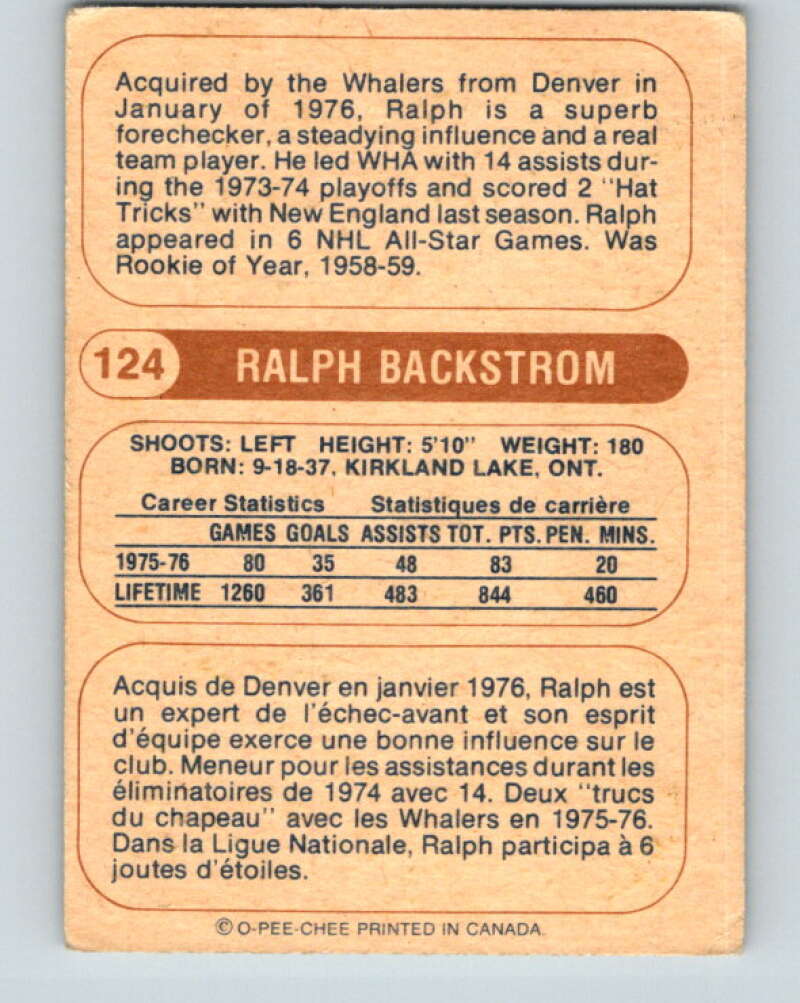 Acquired by the Whalers from Denver in
January of 1976, Ralph is a superb
forechecker, a steadying influence and a real
team player. He led WHA with 14 assists dur-
ing the 1973-74 playoffs and scored 2 "Hat
Tricks" with New England last season. Ralph
appeared in 6 NHL All-Star Games. Was
Rookie of Year, 1958-59.
124 RALPH BACKSTROM
SHOOTS: LEFT HEIGHT: 5'10" WEIGHT: 180
BORN: 9-18-37, KIRKLAND LAKE, ONT.
Career Statistics Statistiques de carrière
GAMES GOALS ASSISTS TOT. PTS. PEN. MINS.
1975-76 80 35 48 83 20
LIFETIME 1260 361 483 844 460
Acquis de Denver en janvier 1976, Ralph est
un expert de l'échec-avant et son esprit
d'équipe exerce une bonne influence sur le
club. Meneur pour les assistances durant les
éliminatoires de 1974 avec 14. Deux "trucs
du chapeau" avec les Whalers en 1975-76.
Dans la Ligue Nationale, Ralph participa à 6
joutes d'étoiles.
© O-PEE-CHEE PRINTED IN CANADA.